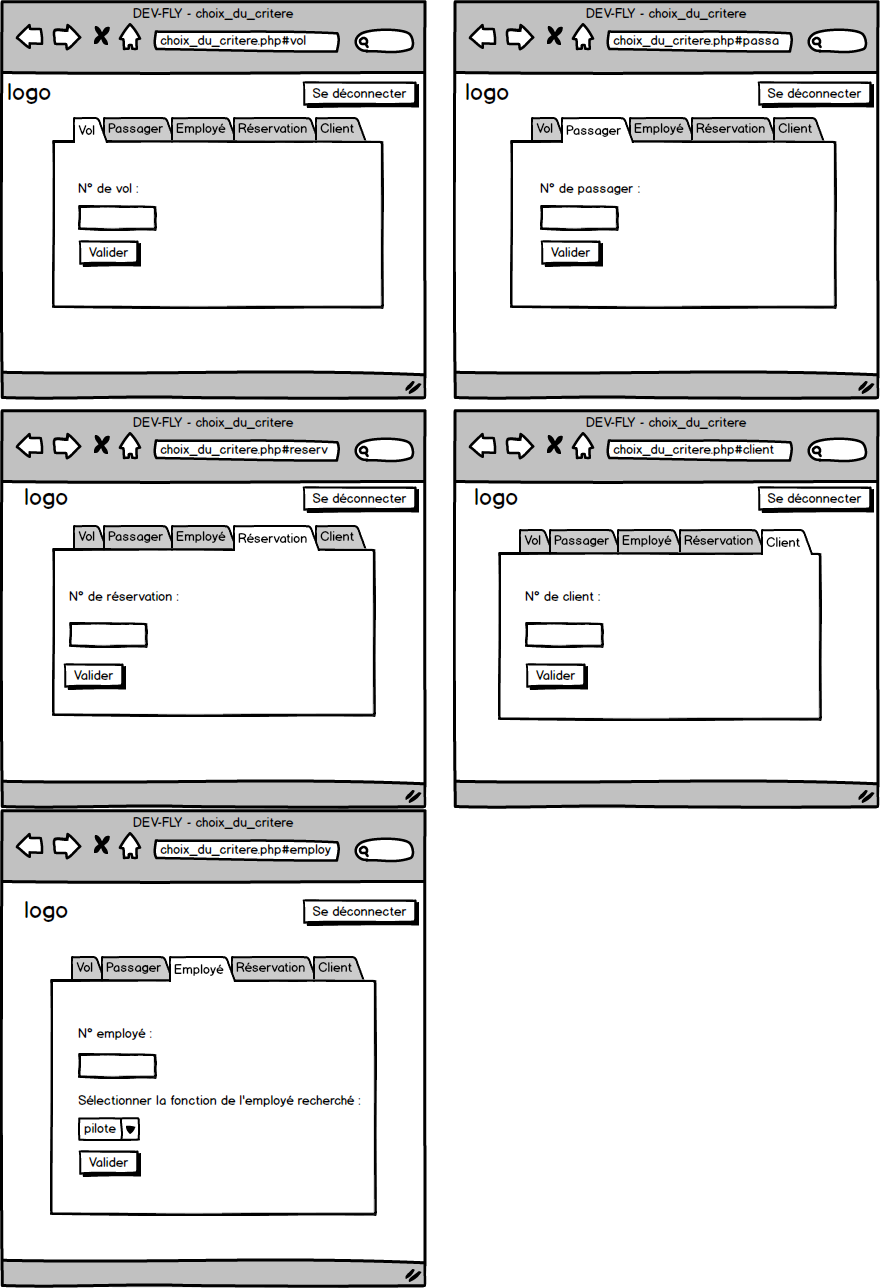 DEV-FLY - choix_du_critere
choix_du_critere.php#vol
logo
Se déconnecter
Vol Passager Employé Réservation Client
N° de vol :
Valider
DEV-FLY - choix_du_critere
choix_du_critere.php#passa
logo
Se déconnecter
Vol Passager Employé Réservation Client
N° de passager :
Valider
DEV-FLY - choix_du_critere
choix_du_critere.php#reserv
logo
Se déconnecter
Vol Passager Employé Réservation Client
N° de réservation :
Valider
DEV-FLY - choix_du_critere
choix_du_critere.php#client
logo
Se déconnecter
Vol Passager Employé Réservation Client
N° de client :
Valider
DEV-FLY - choix_du_critere
choix_du_critere.php#employ
logo
Se déconnecter
Vol Passager Employé Réservation Client
N° employé :
Sélectionner la fonction de l'employé recherché :
pilote
Valider